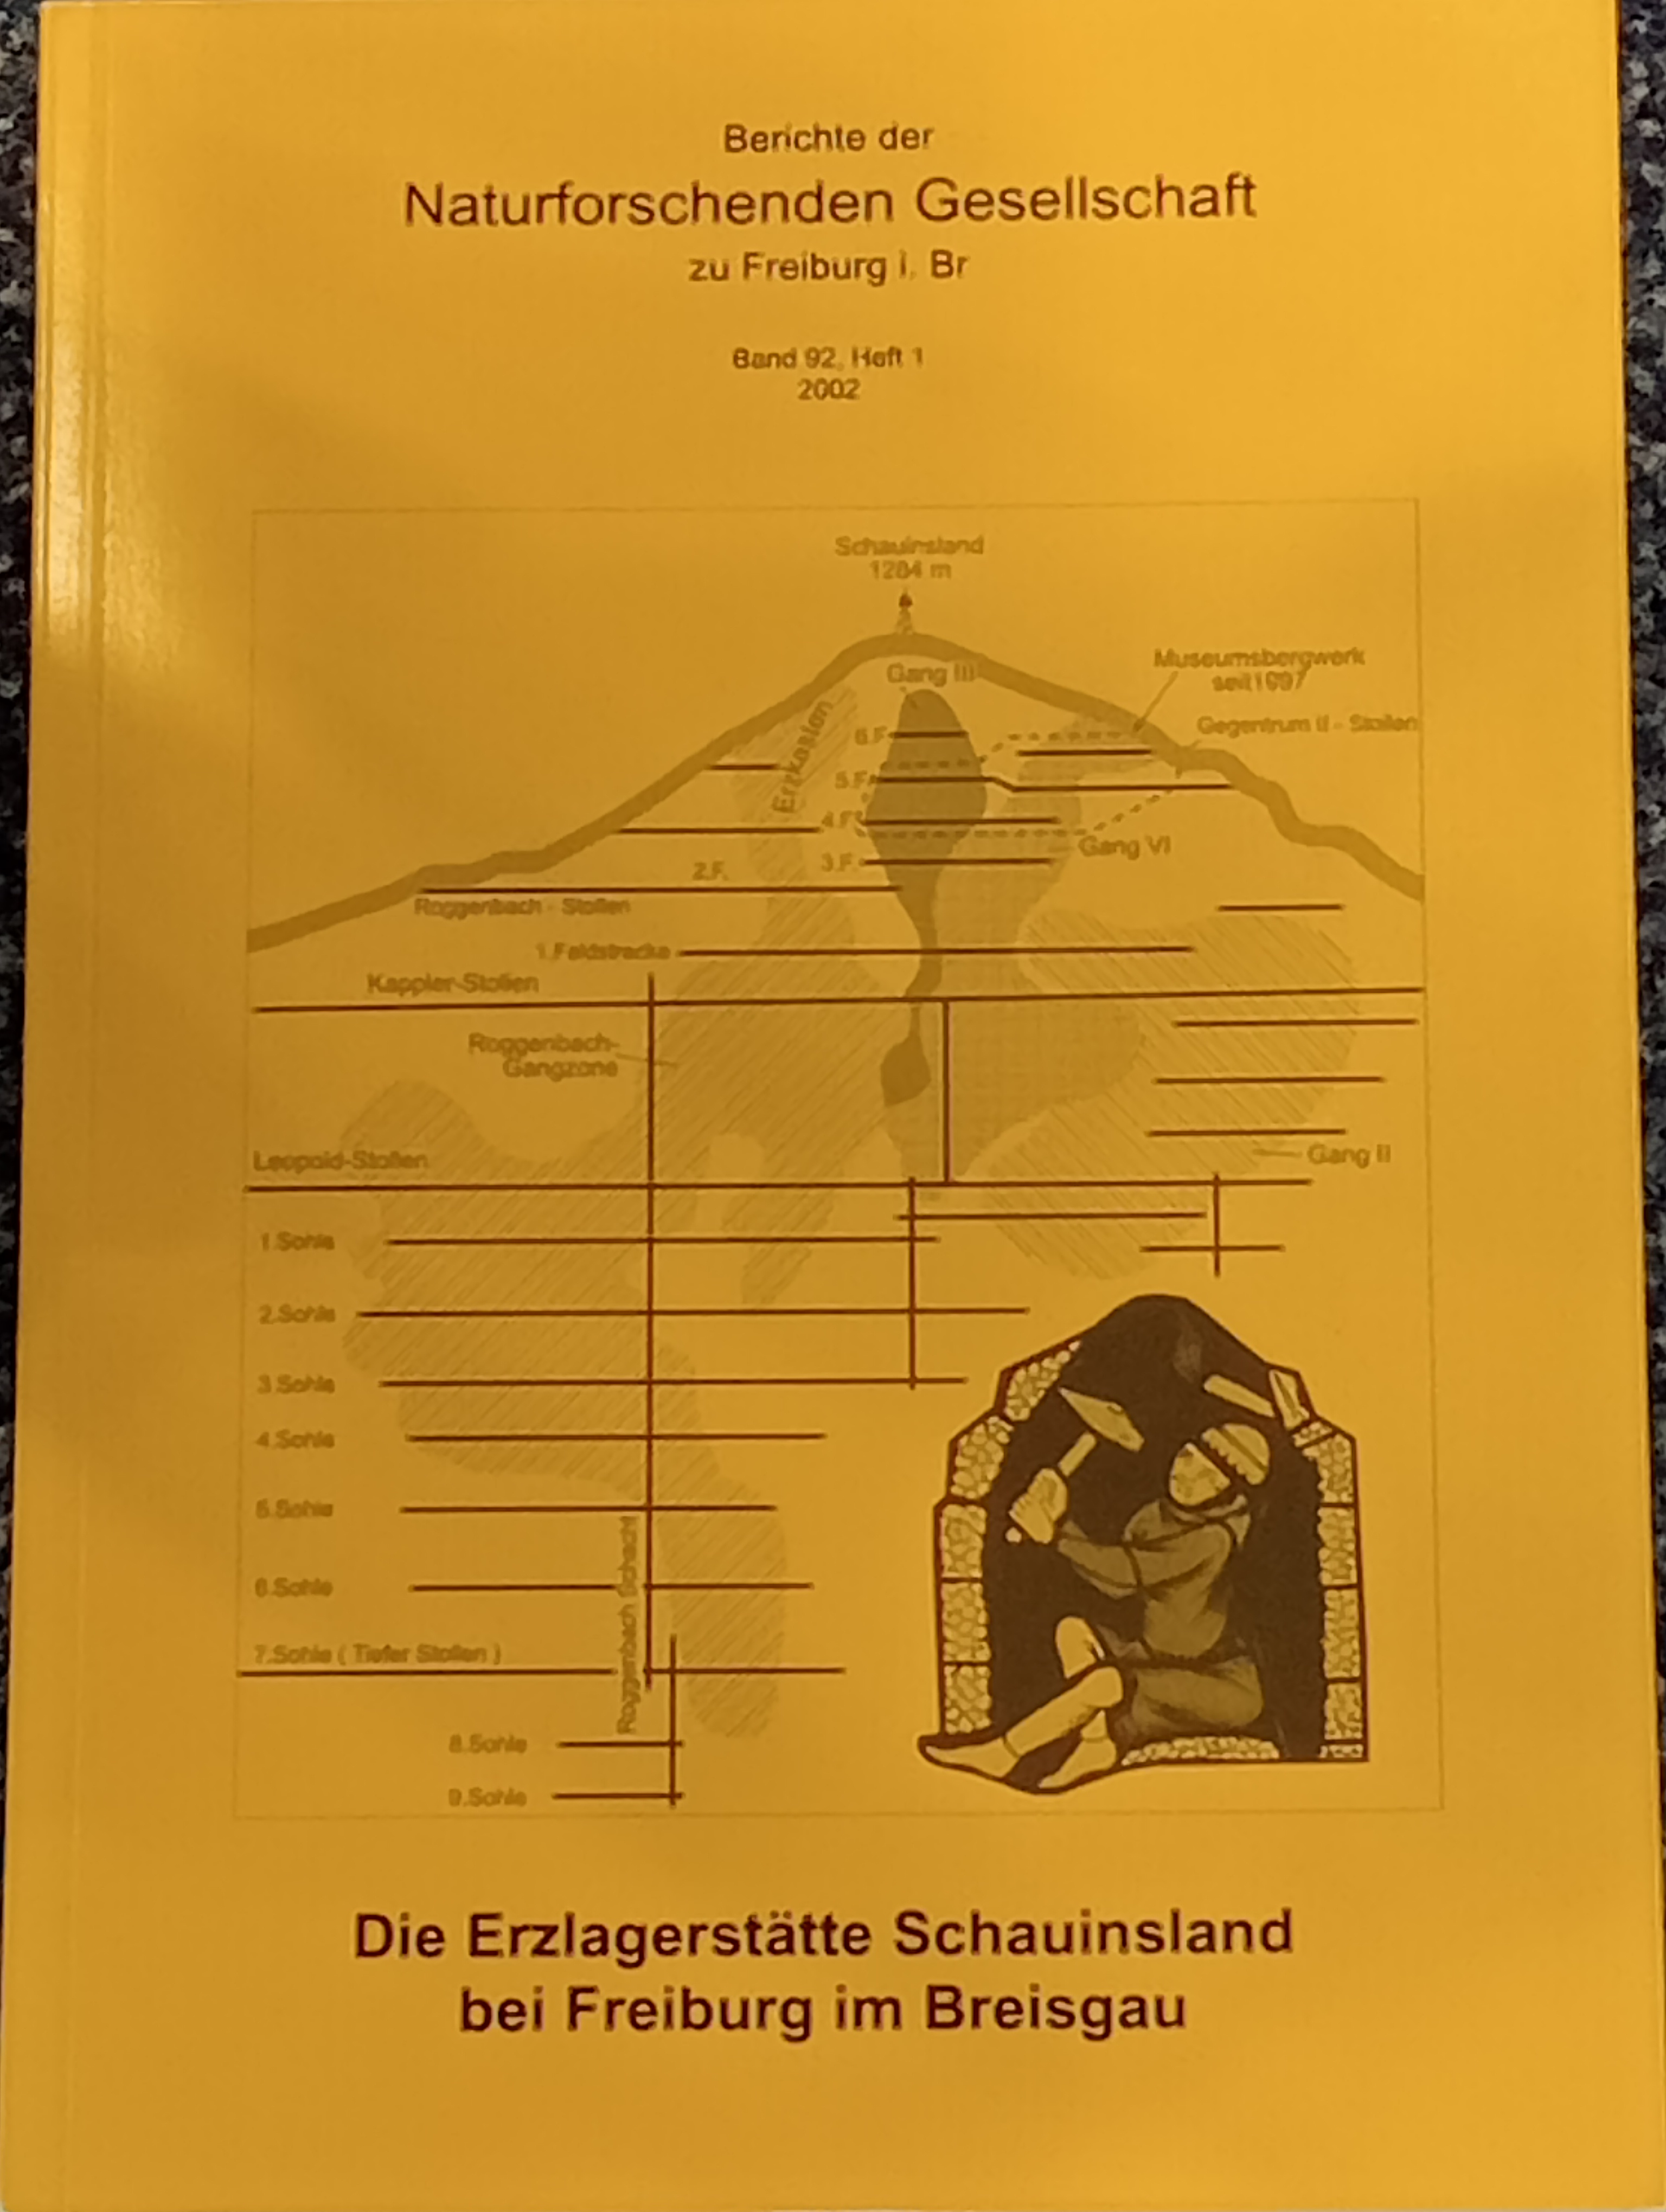 Berichte der
Naturforschenden Gesellschaft
zu Freiburg i. Br
Band 92, Heft 1
2002
Schauinsland
1284 m
Museumsbergwerk
seit 1997
Gang III
Gegentrum II - Stollen
6.F.
Erzkasten
5.F.
4.F.
Gang VI
3.F.
2.F.
Roggenbach - Stollen
1.Feldstrecke
Kappler-Stollen
Roggenbach-
Gangzone
Leopold-Stollen
Gang II
1.Sohle
2.Sohle
3.Sohle
4.Sohle
5.Sohle
6.Sohle
Roggenbach Schacht
7.Sohle ( Tiefer Stollen )
8.Sohle
9.Sohle
Die Erzlagerstätte Schauinsland
bei Freiburg im Breisgau